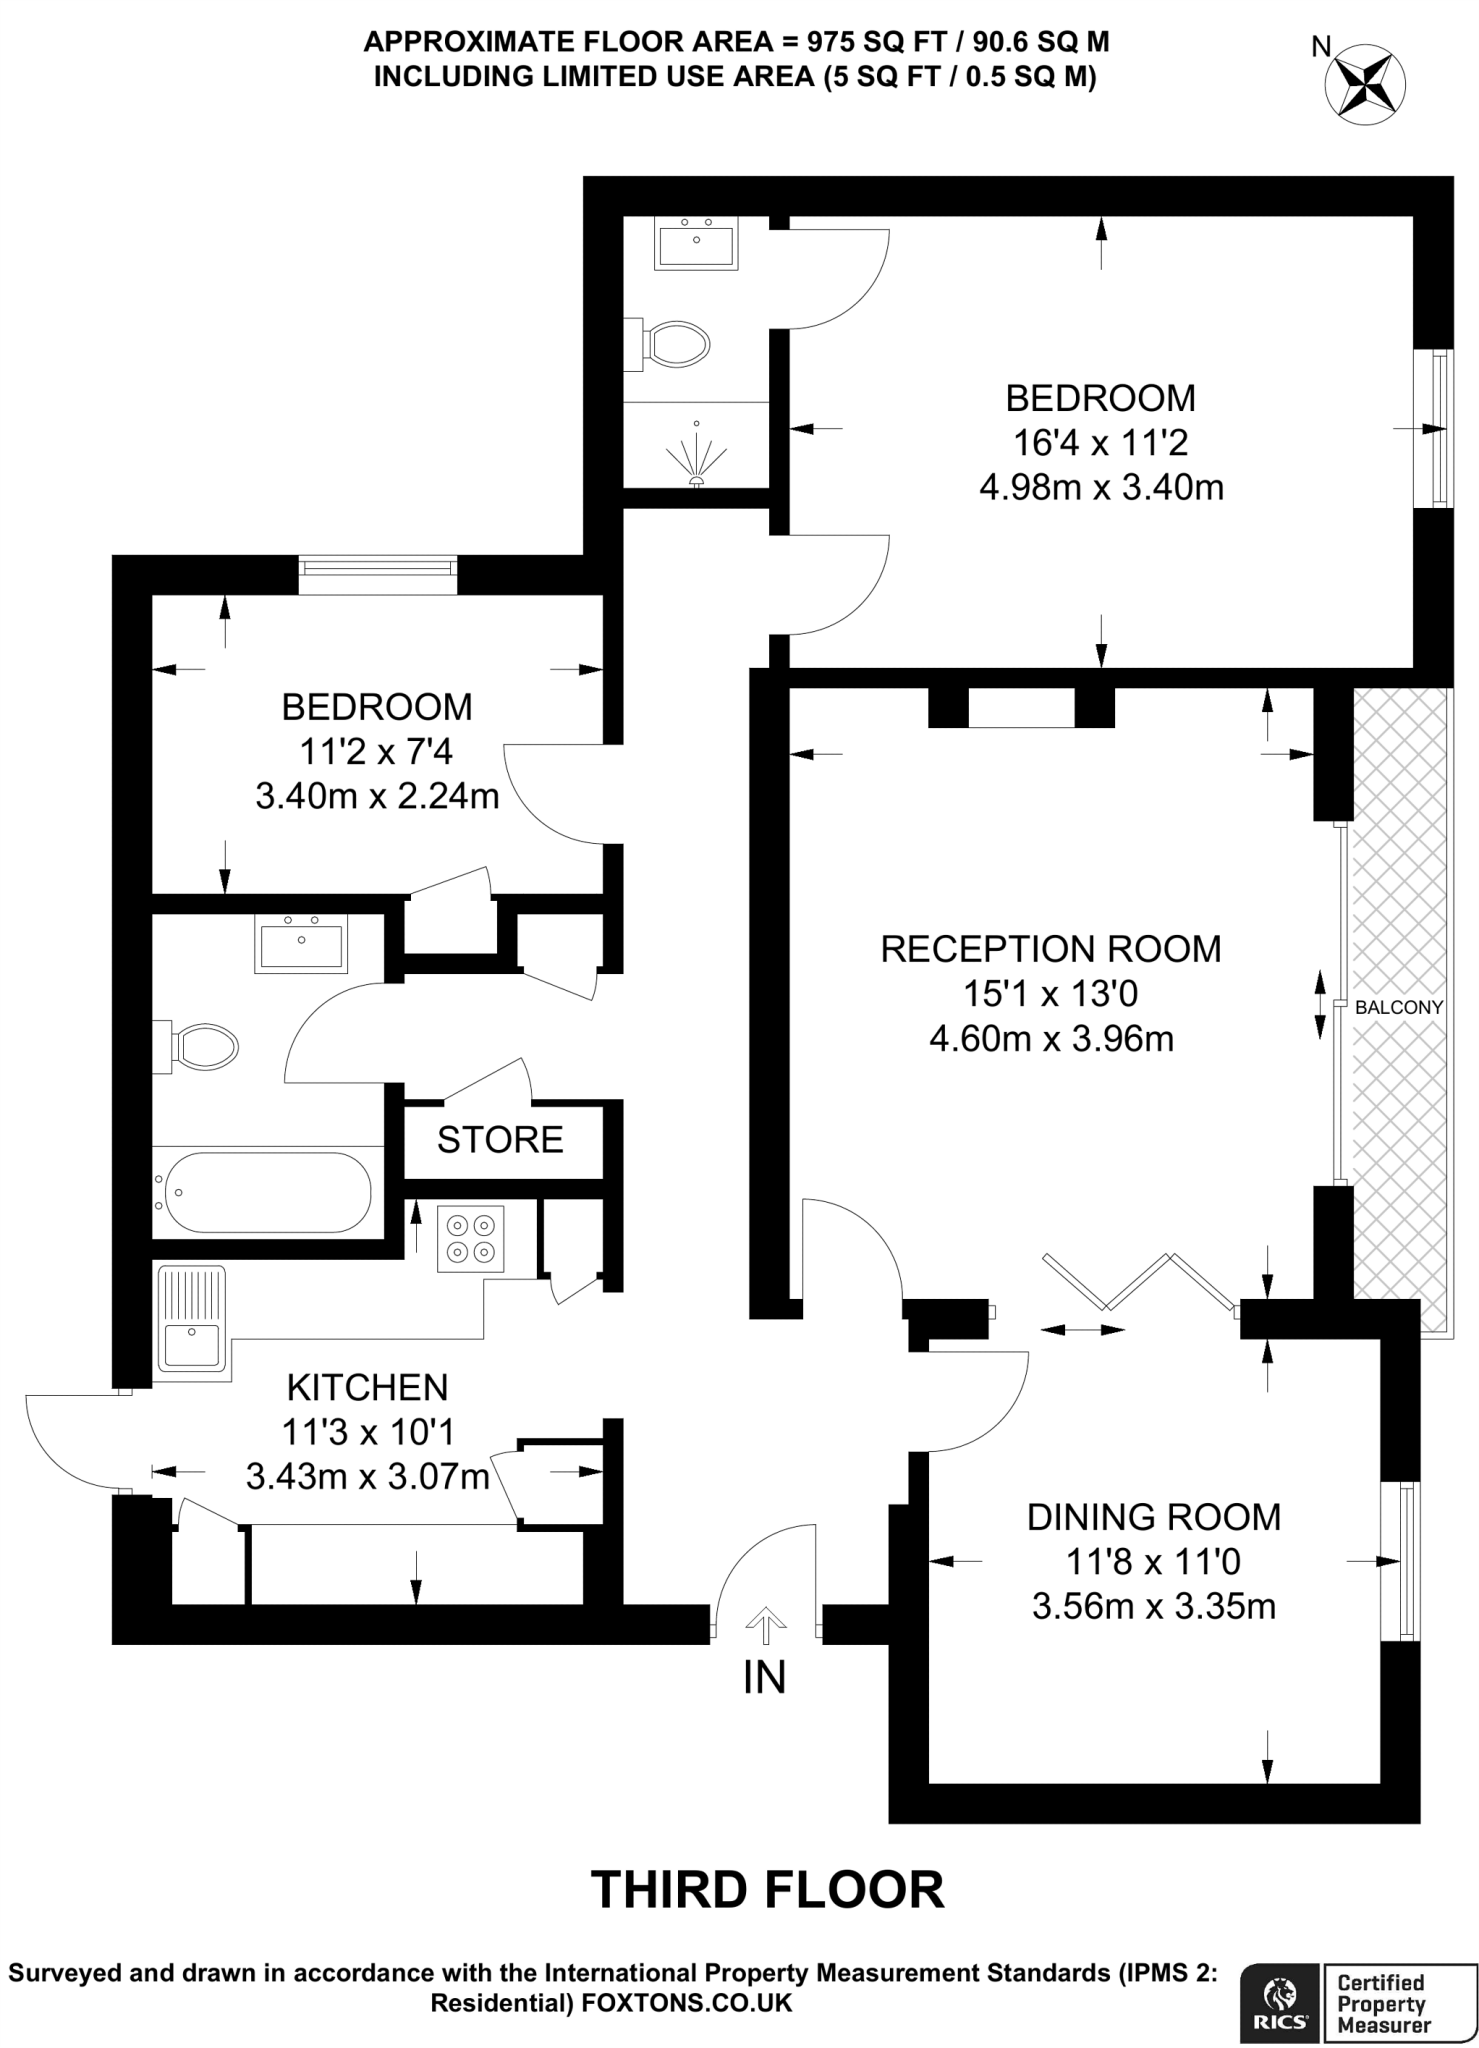 APPROXIMATE FLOOR AREA = 975 SQ FT / 90.6 SQ M
INCLUDING LIMITED USE AREA (5 SQ FT / 0.5 SQ M)
N
BEDROOM
16'4 x 11'2
4.98m x 3.40m
BEDROOM
11'2 x 7'4
3.40m x 2.24m
RECEPTION ROOM
15'1 x 13'0
4.60m x 3.96m
BALCONY
STORE
KITCHEN
11'3 x 10'1
3.43m x 3.07m
DINING ROOM
11'8 x 11'0
3.56m x 3.35m
IN
THIRD FLOOR
Surveyed and drawn in accordance with the International Property Measurement Standards (IPMS 2:
Residential) FOXTONS.CO.UK
RICS
Certified
Property
Measurer